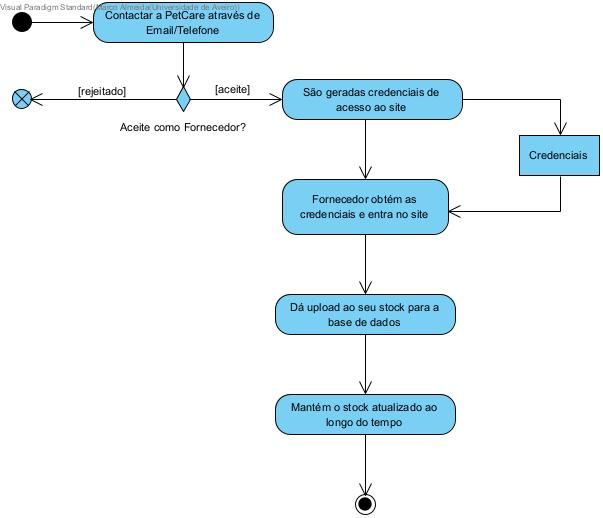 Visual Paradigm Standard(Marco Almeida(Universidade de Aveiro))
Contactar a PetCare através de
Email/Telefone
[rejeitado]
[aceite]
Aceite como Fornecedor?
São geradas credenciais de
acesso ao site
Credenciais
Fornecedor obtém as
credenciais e entra no site
Dá upload ao seu stock para a
base de dados
Mantém o stock atualizado ao
longo do tempo